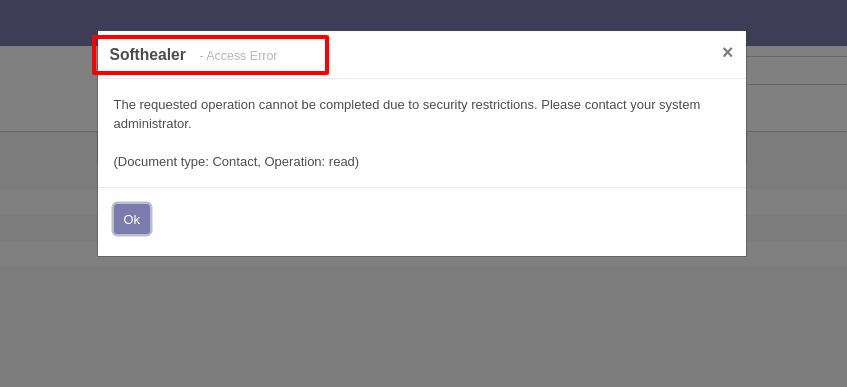 Softhealer - Access Error ×
The requested operation cannot be completed due to security restrictions. Please contact your system
administrator.
(Document type: Contact, Operation: read)
Ok